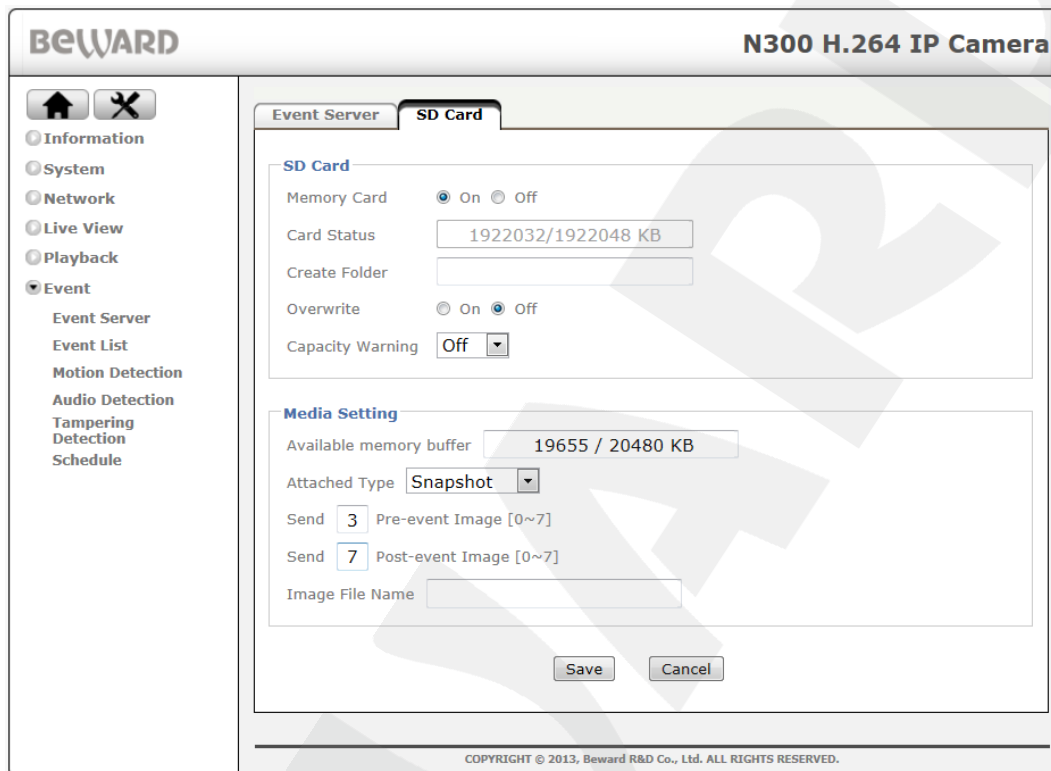 BEWARD
N300 H.264 IP Camera
Information
System
Network
Live View
Playback
Event
Event Server
Event List
Motion Detection
Audio Detection
Tampering
Detection
Schedule
Event Server SD Card
SD Card
Memory Card On Off
Card Status 1922032/1922048 KB
Create Folder
Overwrite On Off
Capacity Warning Off
Media Setting
Available memory buffer 19655 / 20480 KB
Attached Type Snapshot
Send 3 Pre-event Image [0~7]
Send 7 Post-event Image [0~7]
Image File Name
Save Cancel
COPYRIGHT © 2013, Beward R&D Co., Ltd. ALL RIGHTS RESERVED.